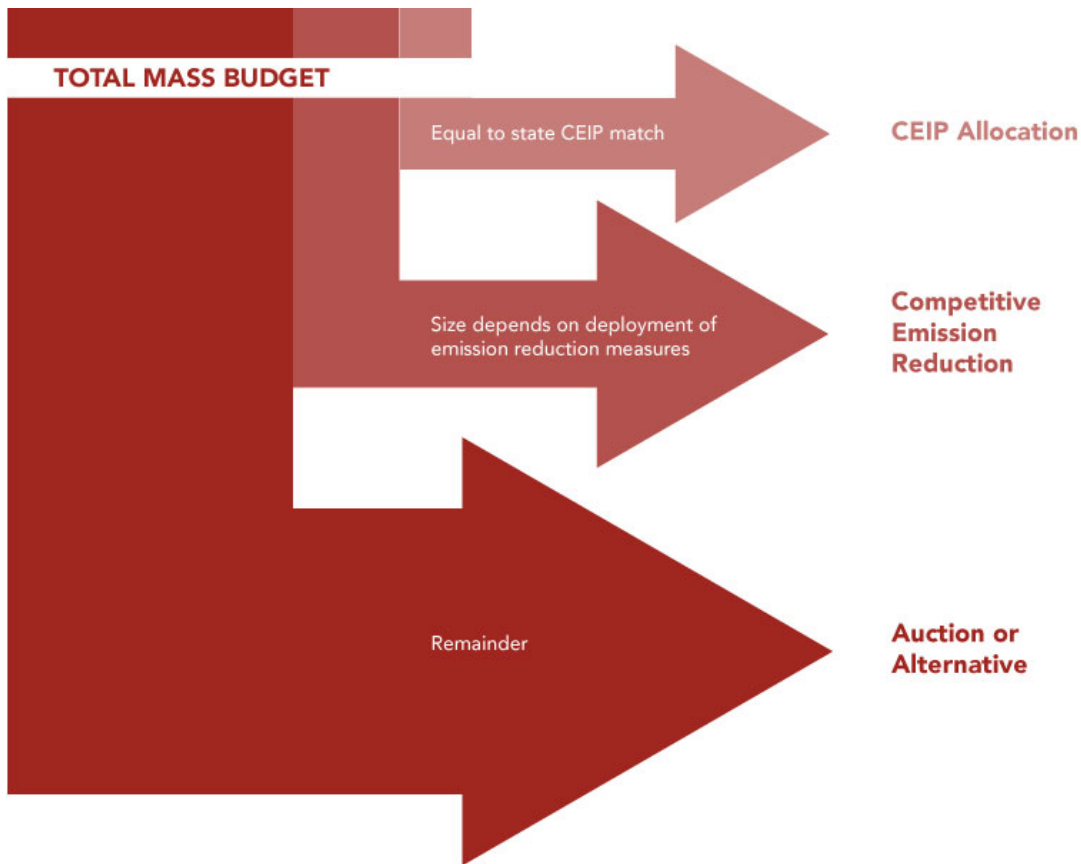 TOTAL MASS BUDGET
Equal to state CEIP match
CEIP Allocation
Size depends on deployment of
emission reduction measures
Competitive
Emission
Reduction
Remainder
Auction or
Alternative